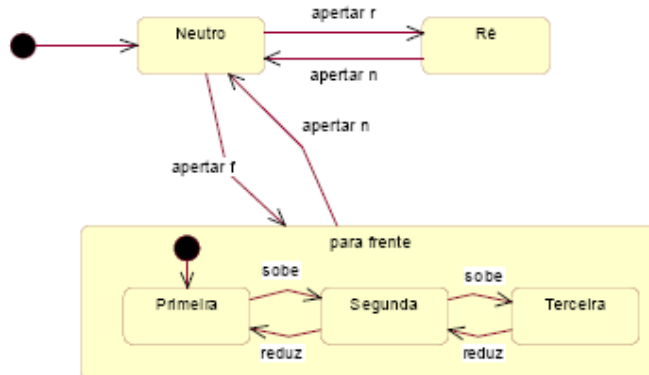 apertar r
Neutro
Ré
apertar n
apertar n
apertar f
para frente
sobe
sobe
Primeira
Segunda
Terceira
reduz
reduz